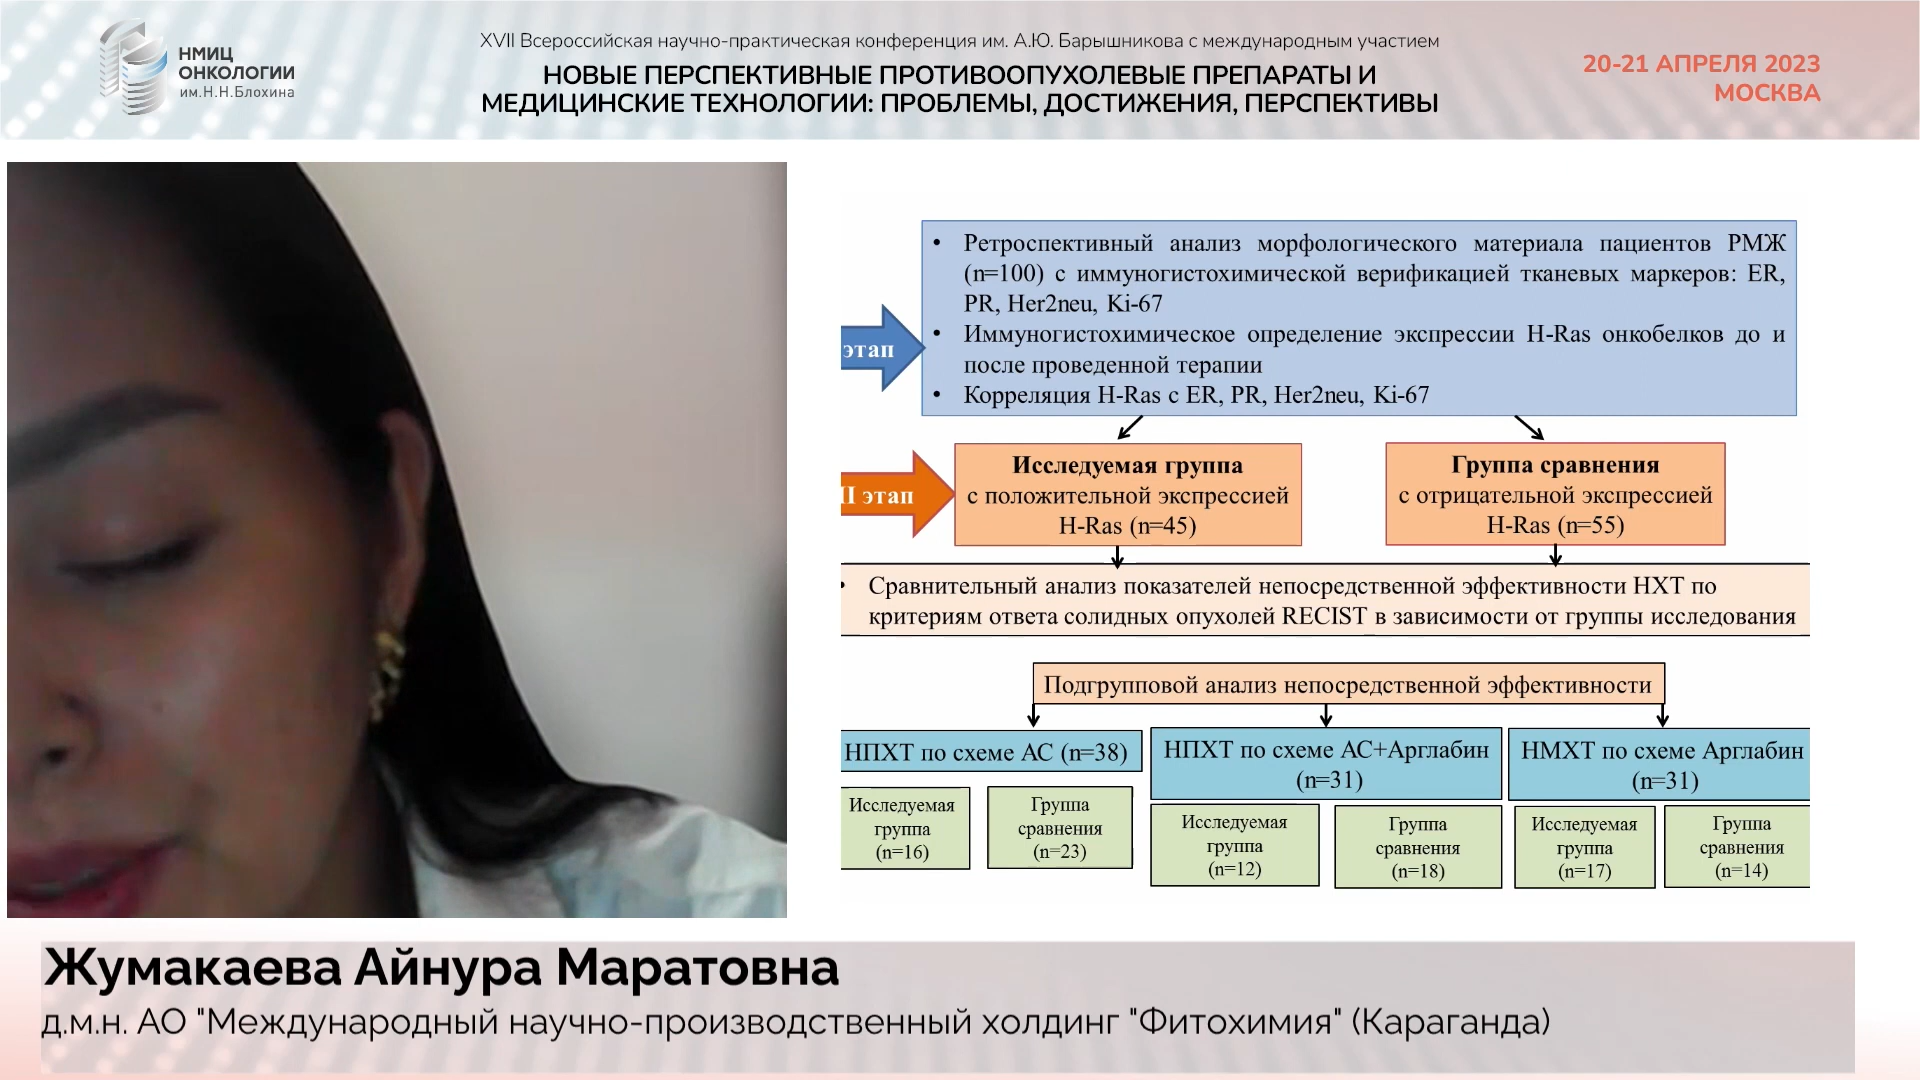 НМИЦ
ОНКОЛОГИИ
им.Н.Н.Блохина
XVII Всероссийская научно-практическая конференция им. А.Ю. Барышникова с международным участием
НОВЫЕ ПЕРСПЕКТИВНЫЕ ПРОТИВООПУХОЛЕВЫЕ ПРЕПАРАТЫ И
МЕДИЦИНСКИЕ ТЕХНОЛОГИИ: ПРОБЛЕМЫ, ДОСТИЖЕНИЯ, ПЕРСПЕКТИВЫ
20-21 АПРЕЛЯ 2023
МОСКВА
• Ретроспективный анализ морфологического материала пациентов РМЖ
(n=100) с иммуногистохимической верификацией тканевых маркеров: ER,
PR, Her2neu, Ki-67
• Иммуногистохимическое определение экспрессии H-Ras онкобелков до и
после проведенной терапии
• Корреляция H-Ras с ER, PR, Her2neu, Ki-67
этап
II этап
Исследуемая группа
с положительной экспрессией
H-Ras (n=45)
Группа сравнения
с отрицательной экспрессией
H-Ras (n=55)
• Сравнительный анализ показателей непосредственной эффективности НХТ по
критериям ответа солидных опухолей RECIST в зависимости от группы исследования
Подгрупповой анализ непосредственной эффективности
НПХТ по схеме АС (n=38)
НПХТ по схеме АС+Арглабин
(n=31)
НМХТ по схеме Арглабин
(n=31)
Исследуемая
группа
(n=16)
Группа
сравнения
(n=23)
Исследуемая
группа
(n=12)
Группа
сравнения
(n=18)
Исследуемая
группа
(n=17)
Группа
сравнения
(n=14)
Жумакаева Айнура Маратовна
д.м.н. АО "Международный научно-производственный холдинг "Фитохимия" (Караганда)